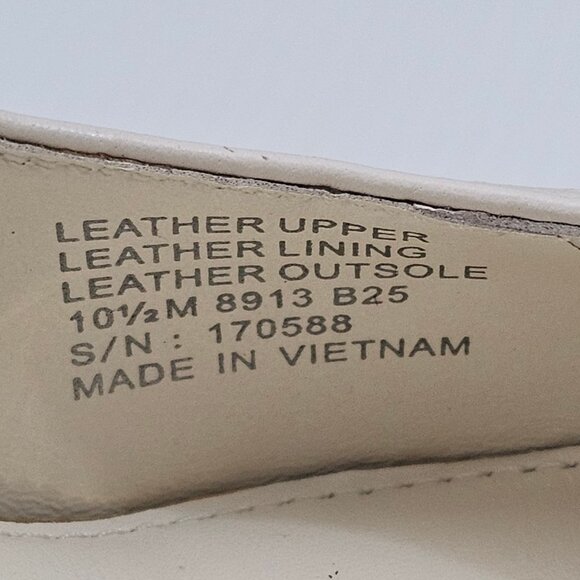 LEATHER UPPER
LEATHER LINING
LEATHER OUTSOLE
10½M 8913 B25
S/N : 170588
MADE IN VIETNAM